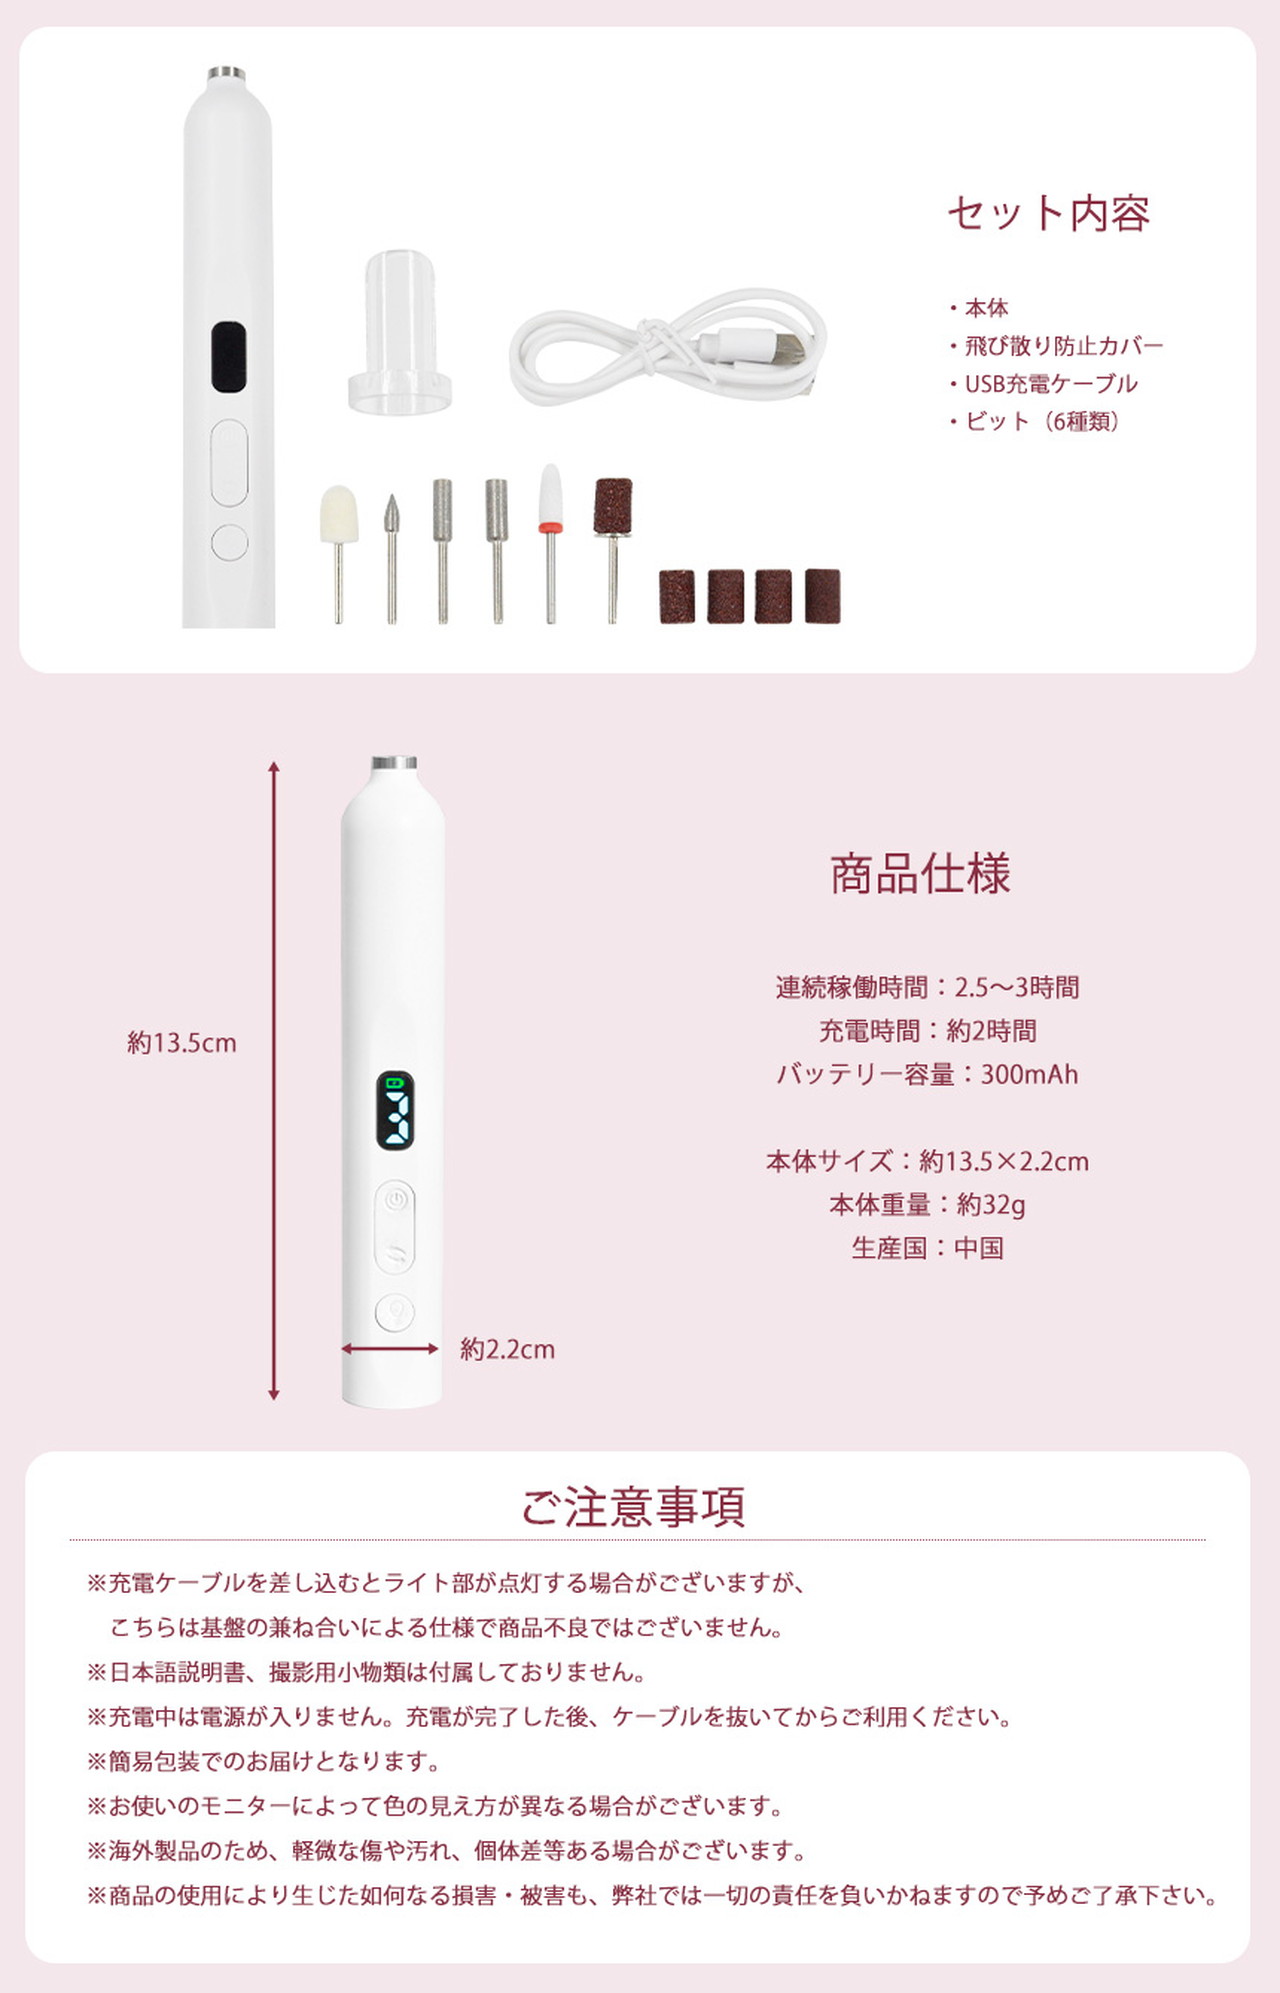 セット内容
・本体
・飛び散り防止カバー
・USB充電ケーブル
・ビット（6種類）
商品仕様
連続稼働時間：2.5～3時間
充電時間：約2時間
バッテリー容量：300mAh
本体サイズ：約13.5×2.2cm
本体重量：約32g
生産国：中国
約13.5cm
約2.2cm
ご注意事項
※充電ケーブルを差し込むとライト部が点灯する場合がございますが、
こちらは基盤の兼ね合いによる仕様で商品不良ではございません。
※日本語説明書、撮影用小物類は付属しておりません。
※充電中は電源が入りません。充電が完了した後、ケーブルを抜いてからご利用ください。
※簡易包装でのお届けとなります。
※お使いのモニターによって色の見え方が異なる場合がございます。
※海外製品のため、軽微な傷や汚れ、個体差等ある場合がございます。
※商品の使用により生じた如何なる損害・被害も、弊社では一切の責任を負いかねますので予めご了承下さい。